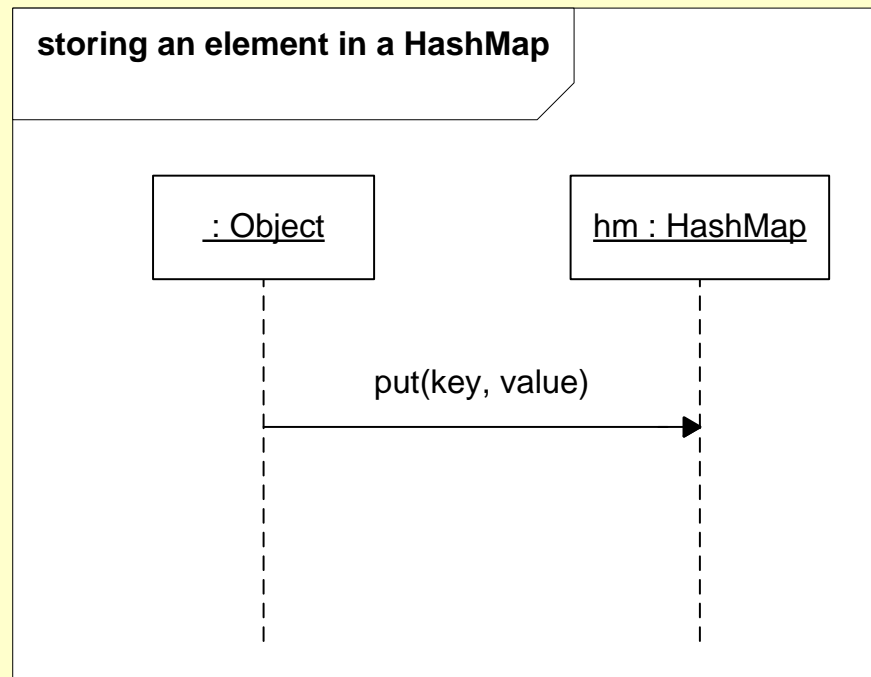 storing an element in a HashMap
: Object
hm : HashMap
put(key, value)